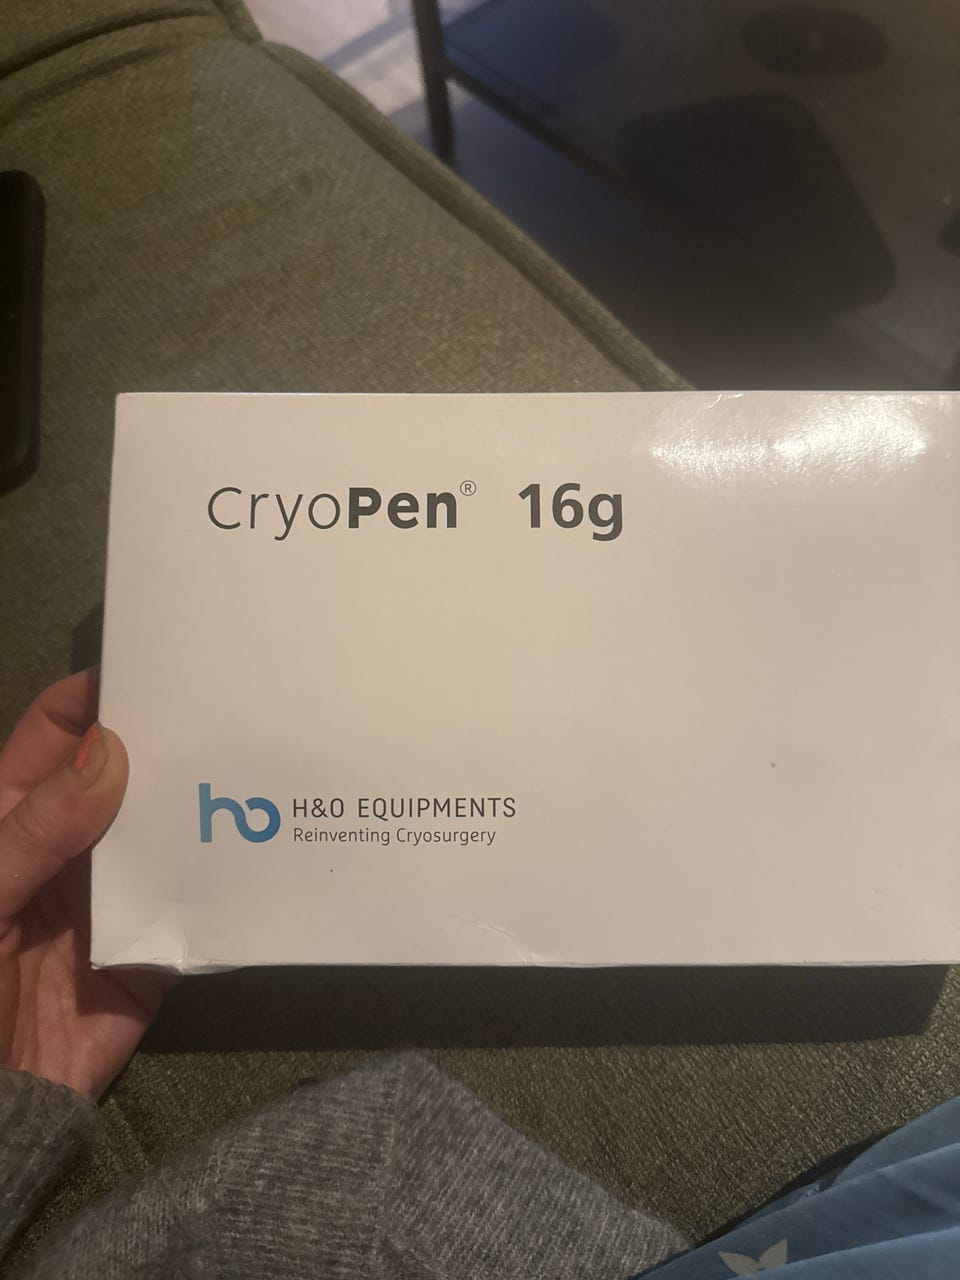 CryoPen® 16g
ho H&O EQUIPMENTS
Reinventing Cryosurgery